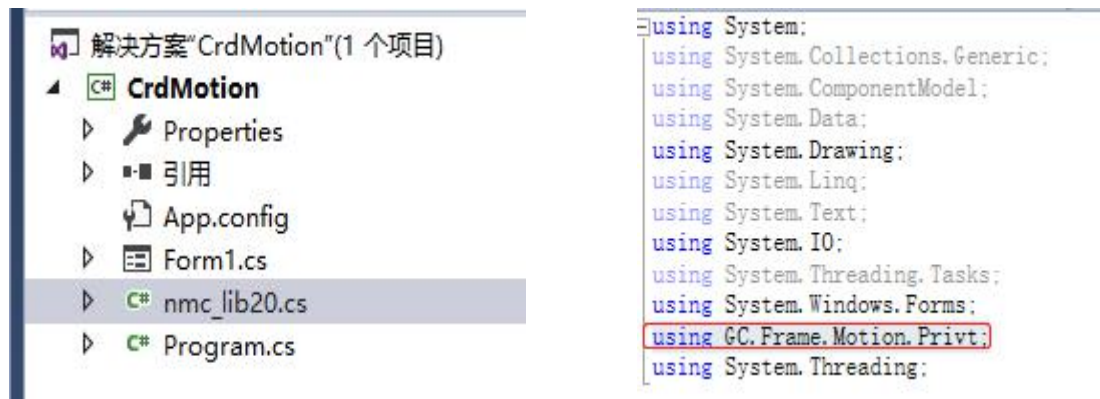 解决方案"CrdMotion"(1 个项目)
C# CrdMotion
Properties
引用
App.config
Form1.cs
C# nmc_lib20.cs
C# Program.cs
using System;
using System.Collections.Generic;
using System.ComponentModel;
using System.Data;
using System.Drawing;
using System.Linq;
using System.Text;
using System.IO;
using System.Threading.Tasks;
using System.Windows.Forms;
using GC.Frame.Motion.Privt;
using System.Threading;